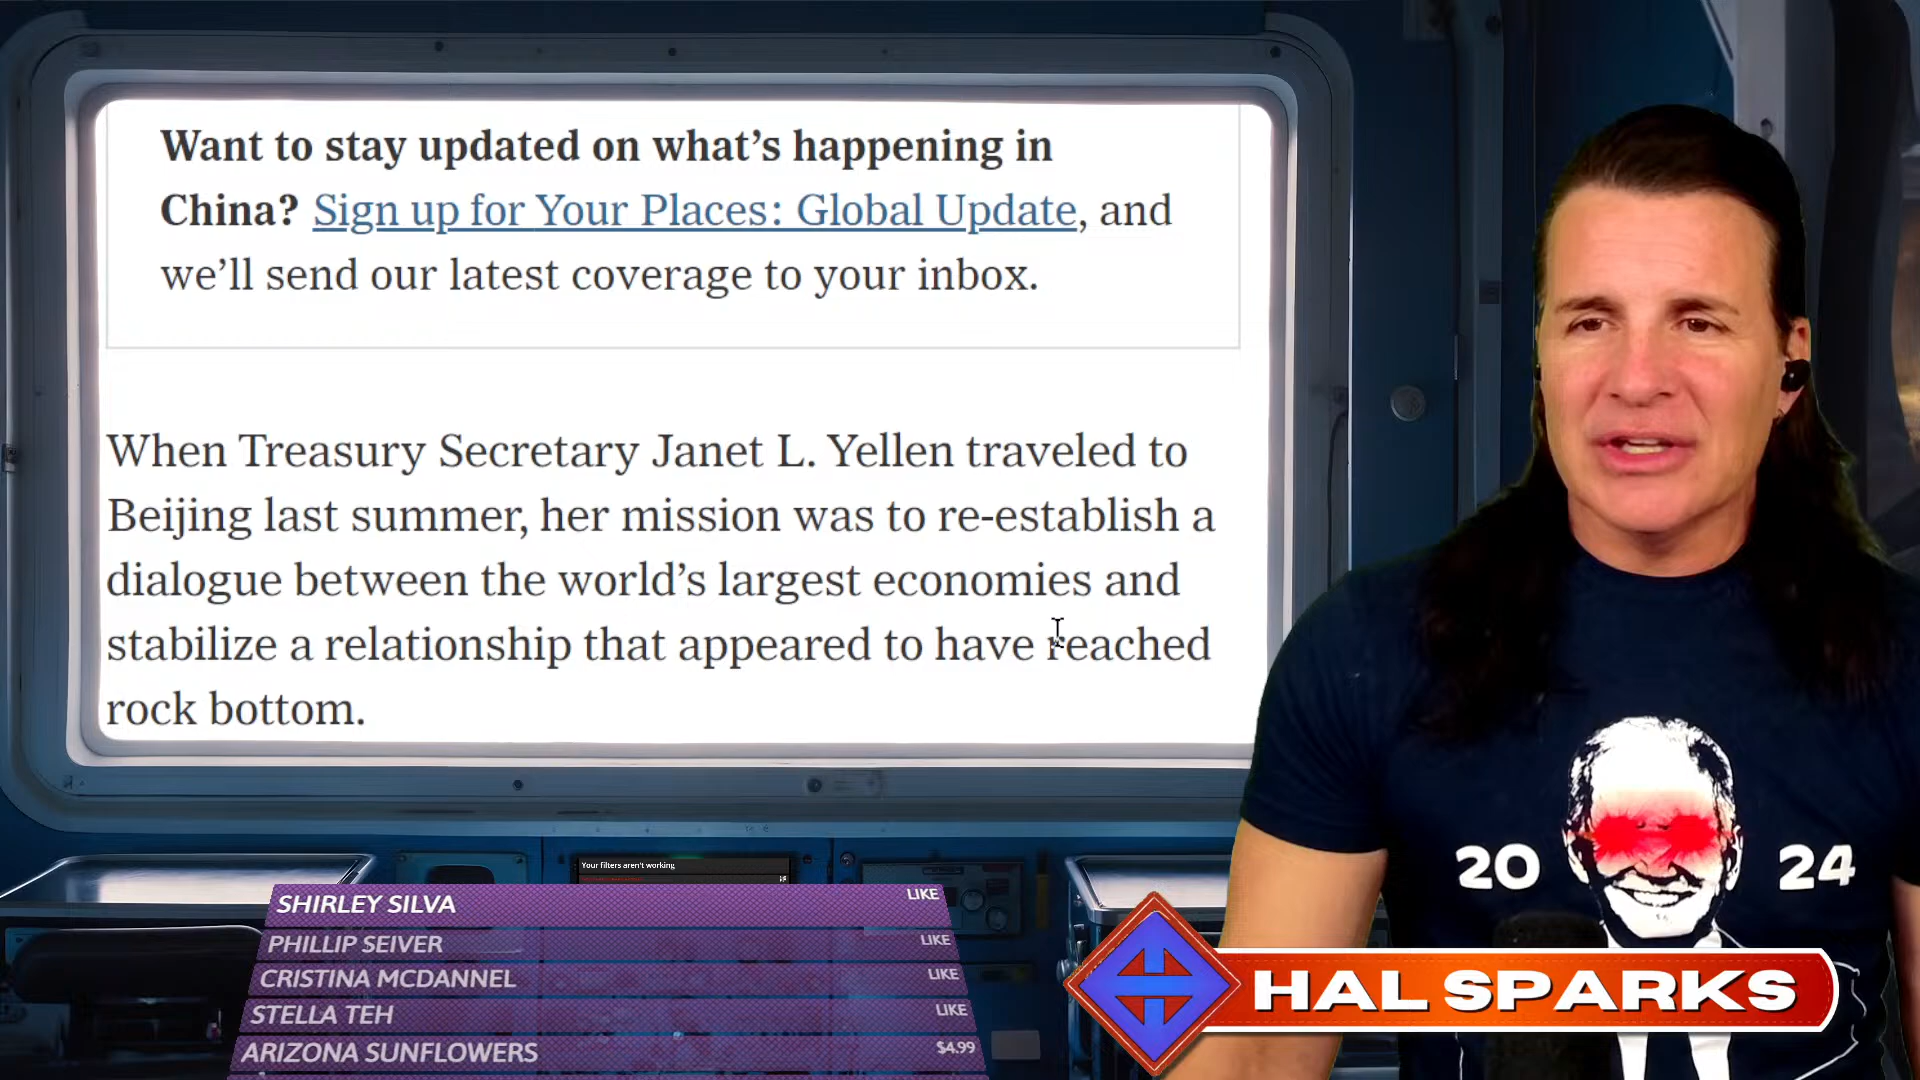 Want to stay updated on what's happening in
China? Sign up for Your Places: Global Update, and
we'll send our latest coverage to your inbox.
When Treasury Secretary Janet L. Yellen traveled to
Beijing last summer, her mission was to re-establish a
dialogue between the world's largest economies and
stabilize a relationship that appeared to have reached
rock bottom.
Your filters aren't working
SHIRLEY SILVA LIKE
PHILLIP SEIVER LIKE
CRISTINA MCDANNEL LIKE
STELLA TEH LIKE
ARIZONA SUNFLOWERS $4.99
20 24
HAL SPARKS